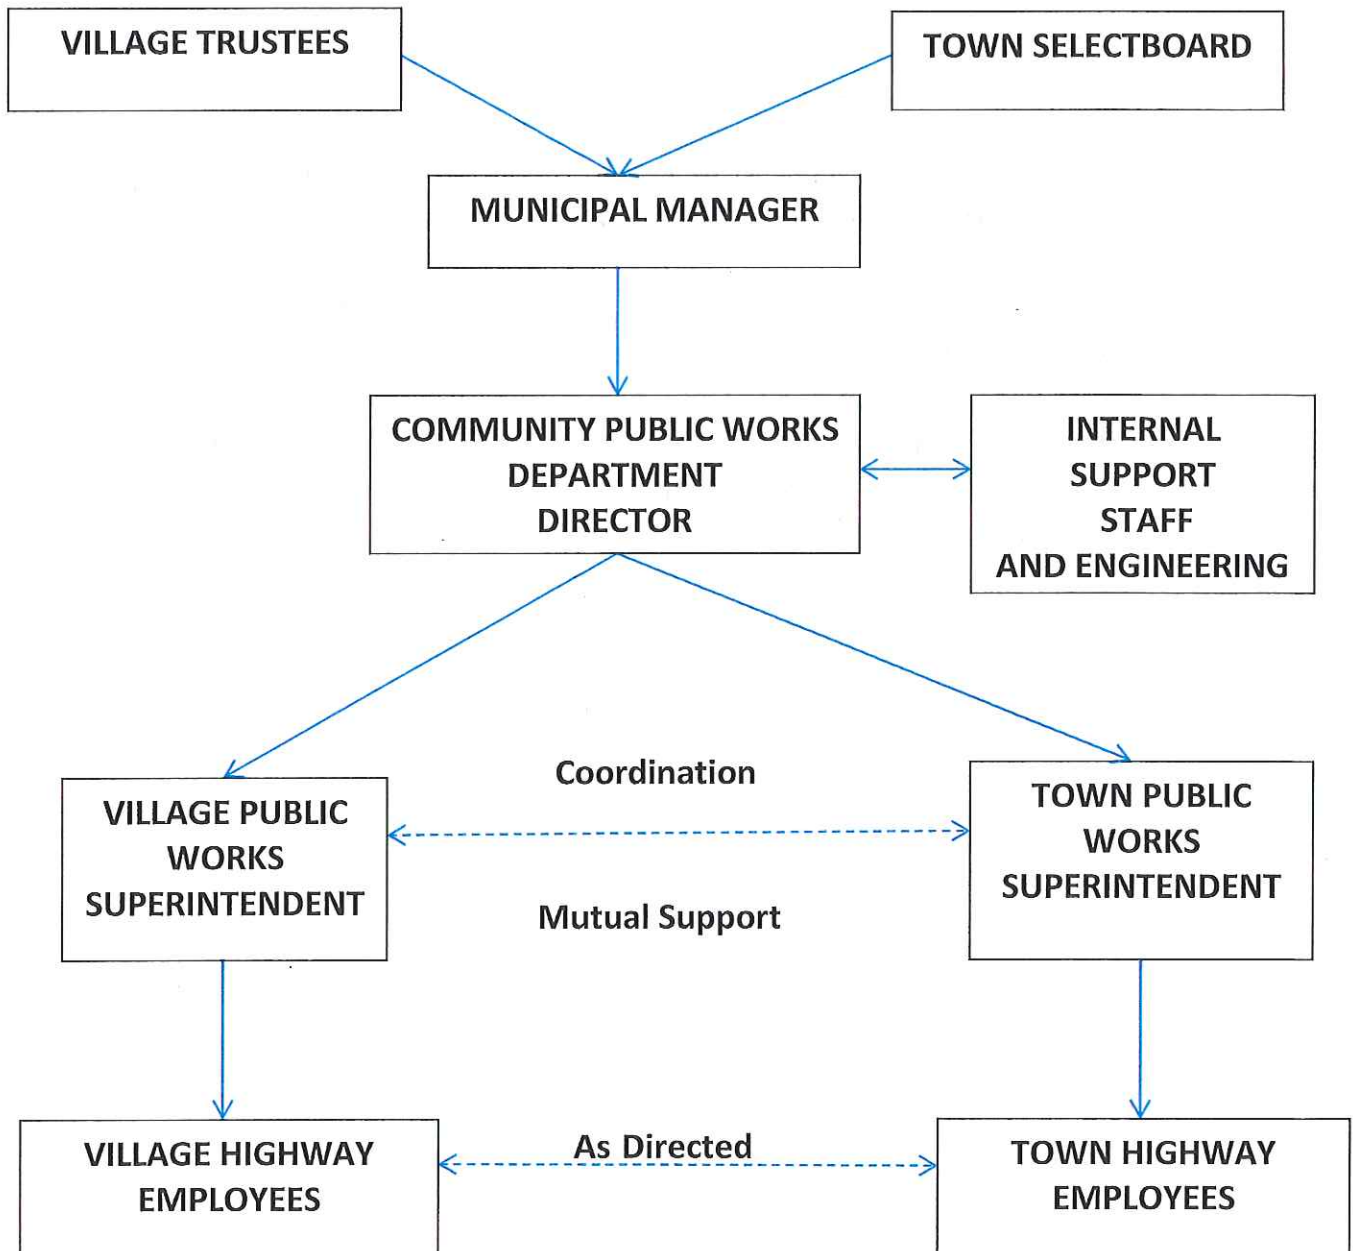 VILLAGE TRUSTEES
TOWN SELECTBOARD
MUNICIPAL MANAGER
COMMUNITY PUBLIC WORKS
DEPARTMENT
DIRECTOR
INTERNAL
SUPPORT
STAFF
AND ENGINEERING
Coordination
VILLAGE PUBLIC
WORKS
SUPERINTENDENT
TOWN PUBLIC
WORKS
SUPERINTENDENT
Mutual Support
VILLAGE HIGHWAY
EMPLOYEES
As Directed
TOWN HIGHWAY
EMPLOYEES